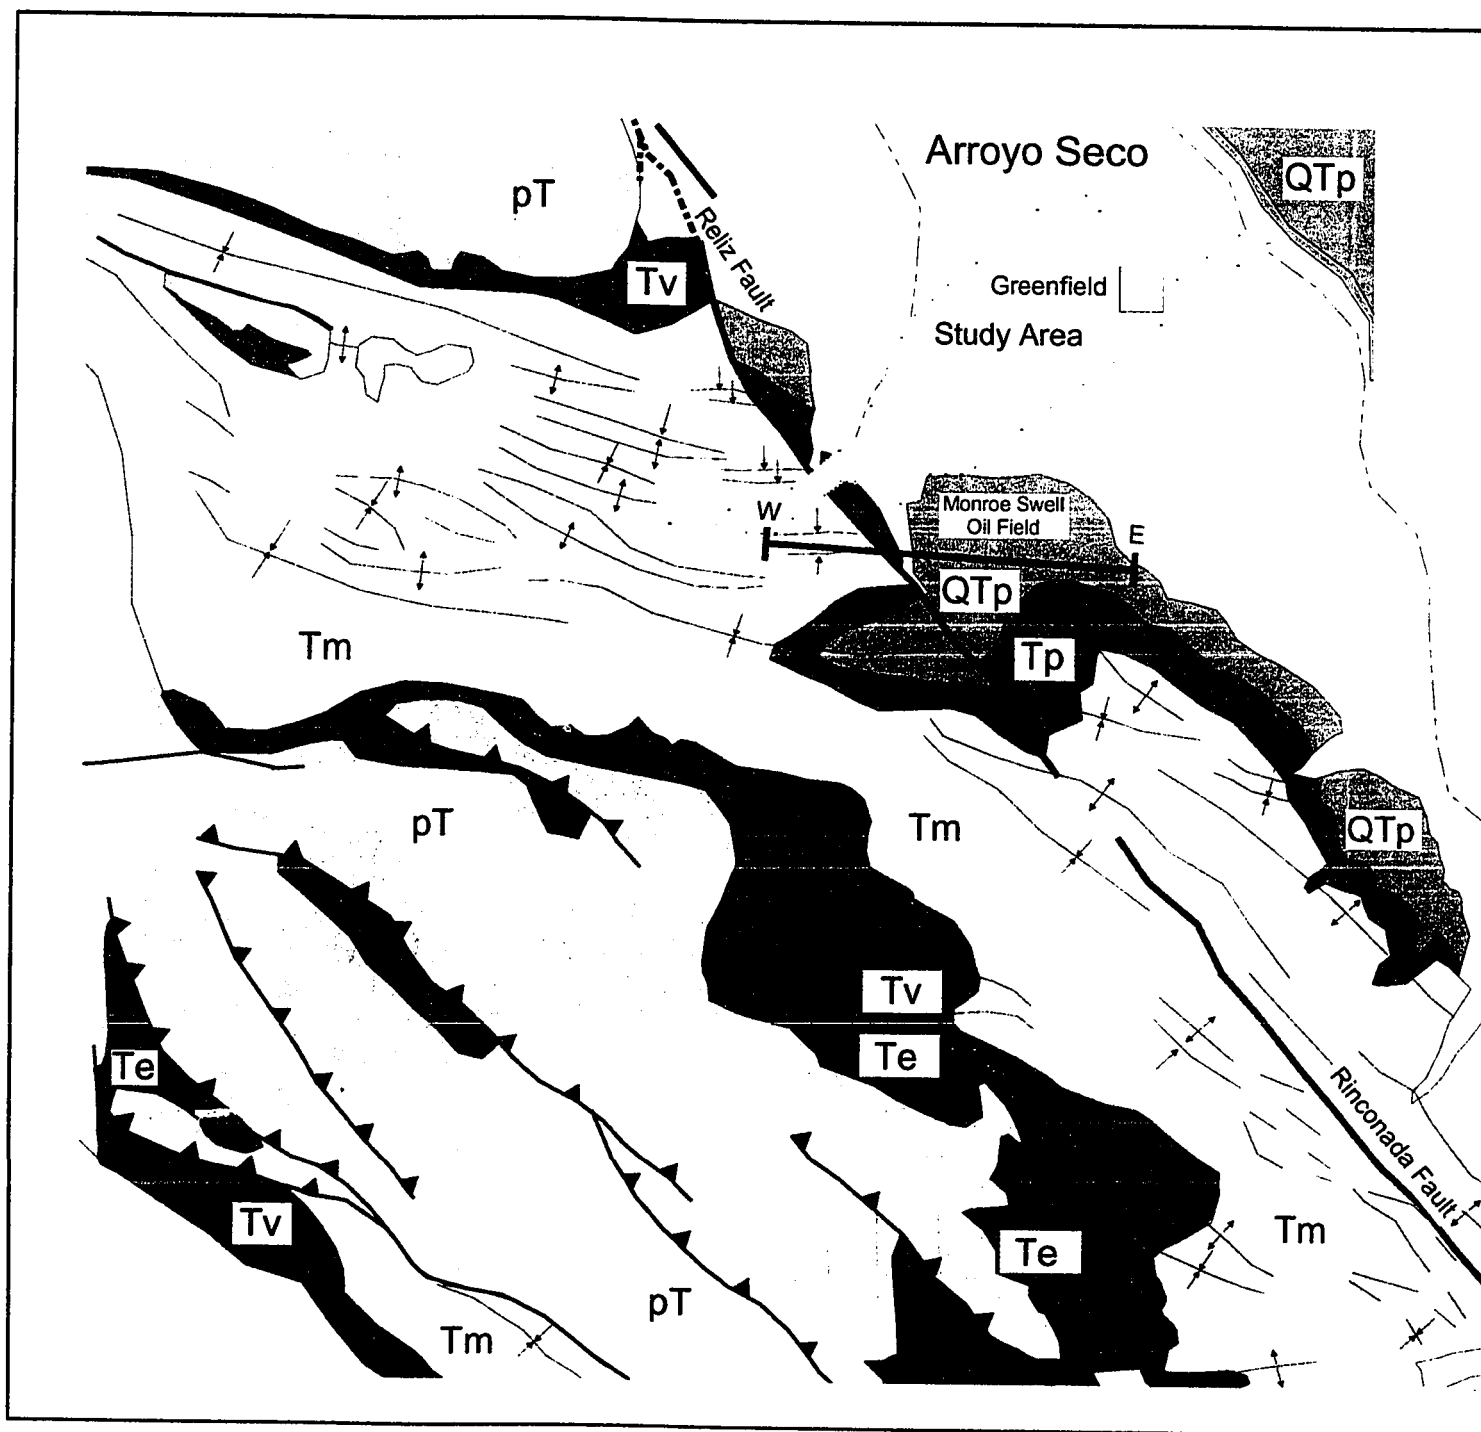 Arroyo Seco
QTp
pT
Reliz Fault
Tv
Greenfield
Study Area
W
Monroe Swell
Oil Field
E
QTp
Tm
Tp
pT
Tm
QTp
Tv
Te
Te
Rinconada Fault
Tv
Te
Tm
pT
Tm